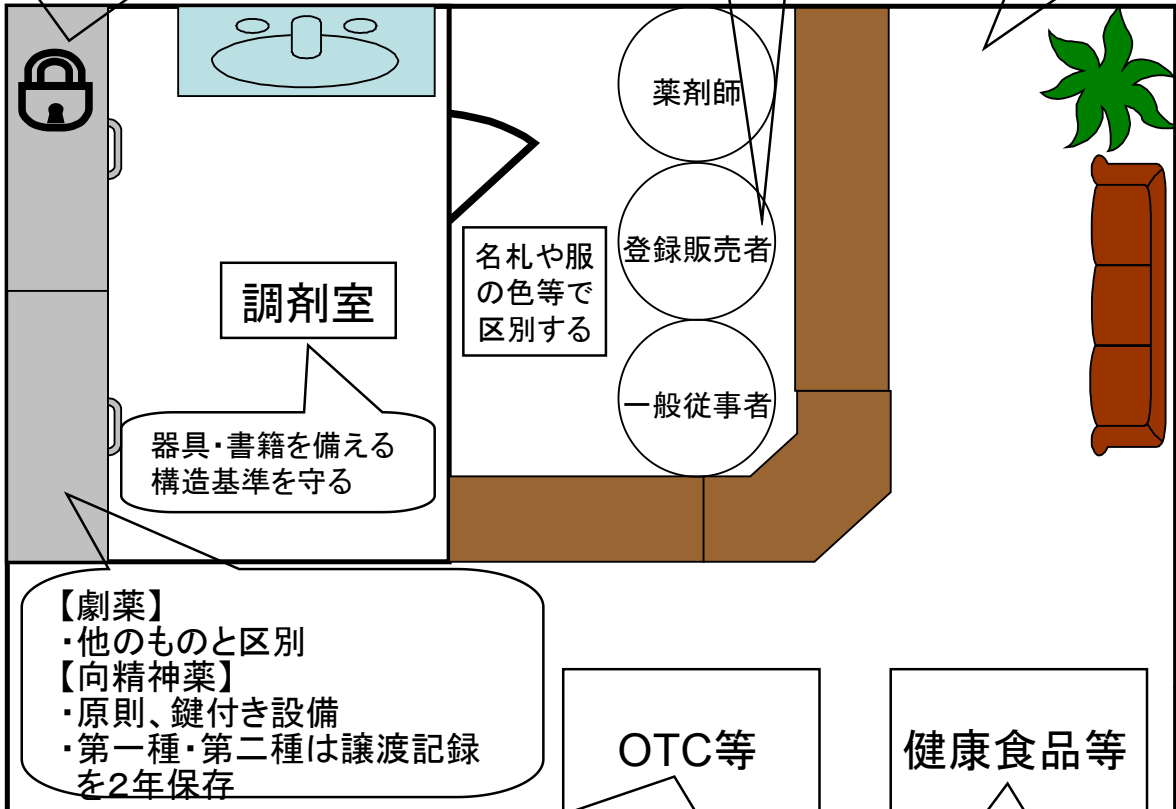 薬剤師
登録販売者
一般従事者
名札や服
の色等で
区別する
調剤室
器具・書籍を備える
構造基準を守る
【劇薬】
・他のものと区別
【向精神薬】
・原則、鍵付き設備
・第一種・第二種は譲渡記録
を2年保存
OTC等
健康食品等